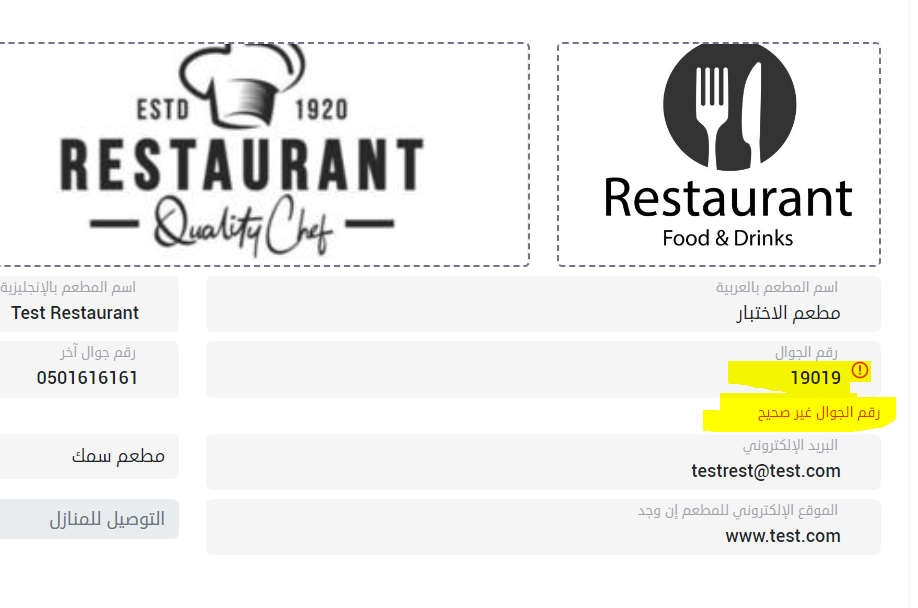 ESTD 1920
RESTAURANT
Quality Chef
Restaurant
Food & Drinks
اسم المطعم بالعربية
مطعم الاختبار
اسم المطعم بالإنجليزية
Test Restaurant
رقم الجوال
19019
رقم الجوال غير صحيح
رقم جوال آخر
0501616161
البريد الإلكتروني
testrest@test.com
مطعم سمك
الموقع الإلكتروني للمطعم إن وجد
www.test.com
التوصيل للمنازل